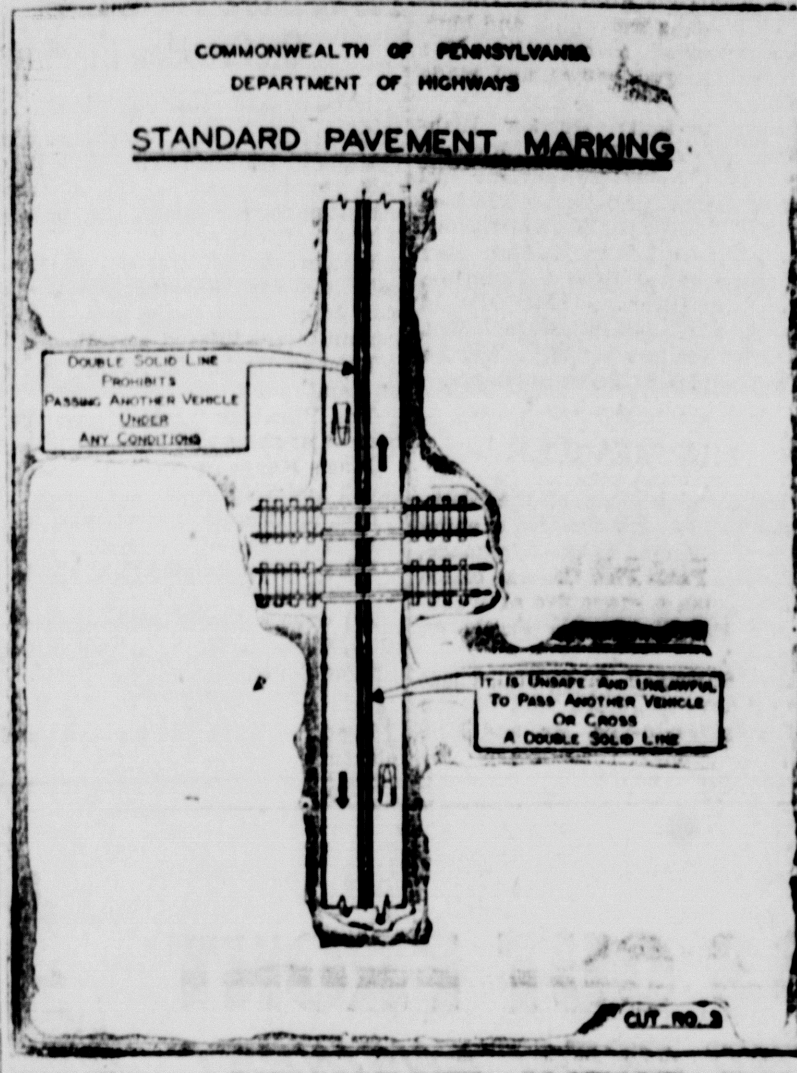 COMMONWEALTH OF PENNSYLVANIA
DEPARTMENT OF HIGHWAYS
STANDARD PAVEMENT MARKING
DOUBLE SOLID LINE
PROHIBITS
PASSING ANOTHER VEHICLE
UNDER
ANY CONDITIONS
IT IS UNSAFE AND UNLAWFUL
TO PASS ANOTHER VEHICLE
OR CROSS
A DOUBLE SOLID LINE
CUT NO.